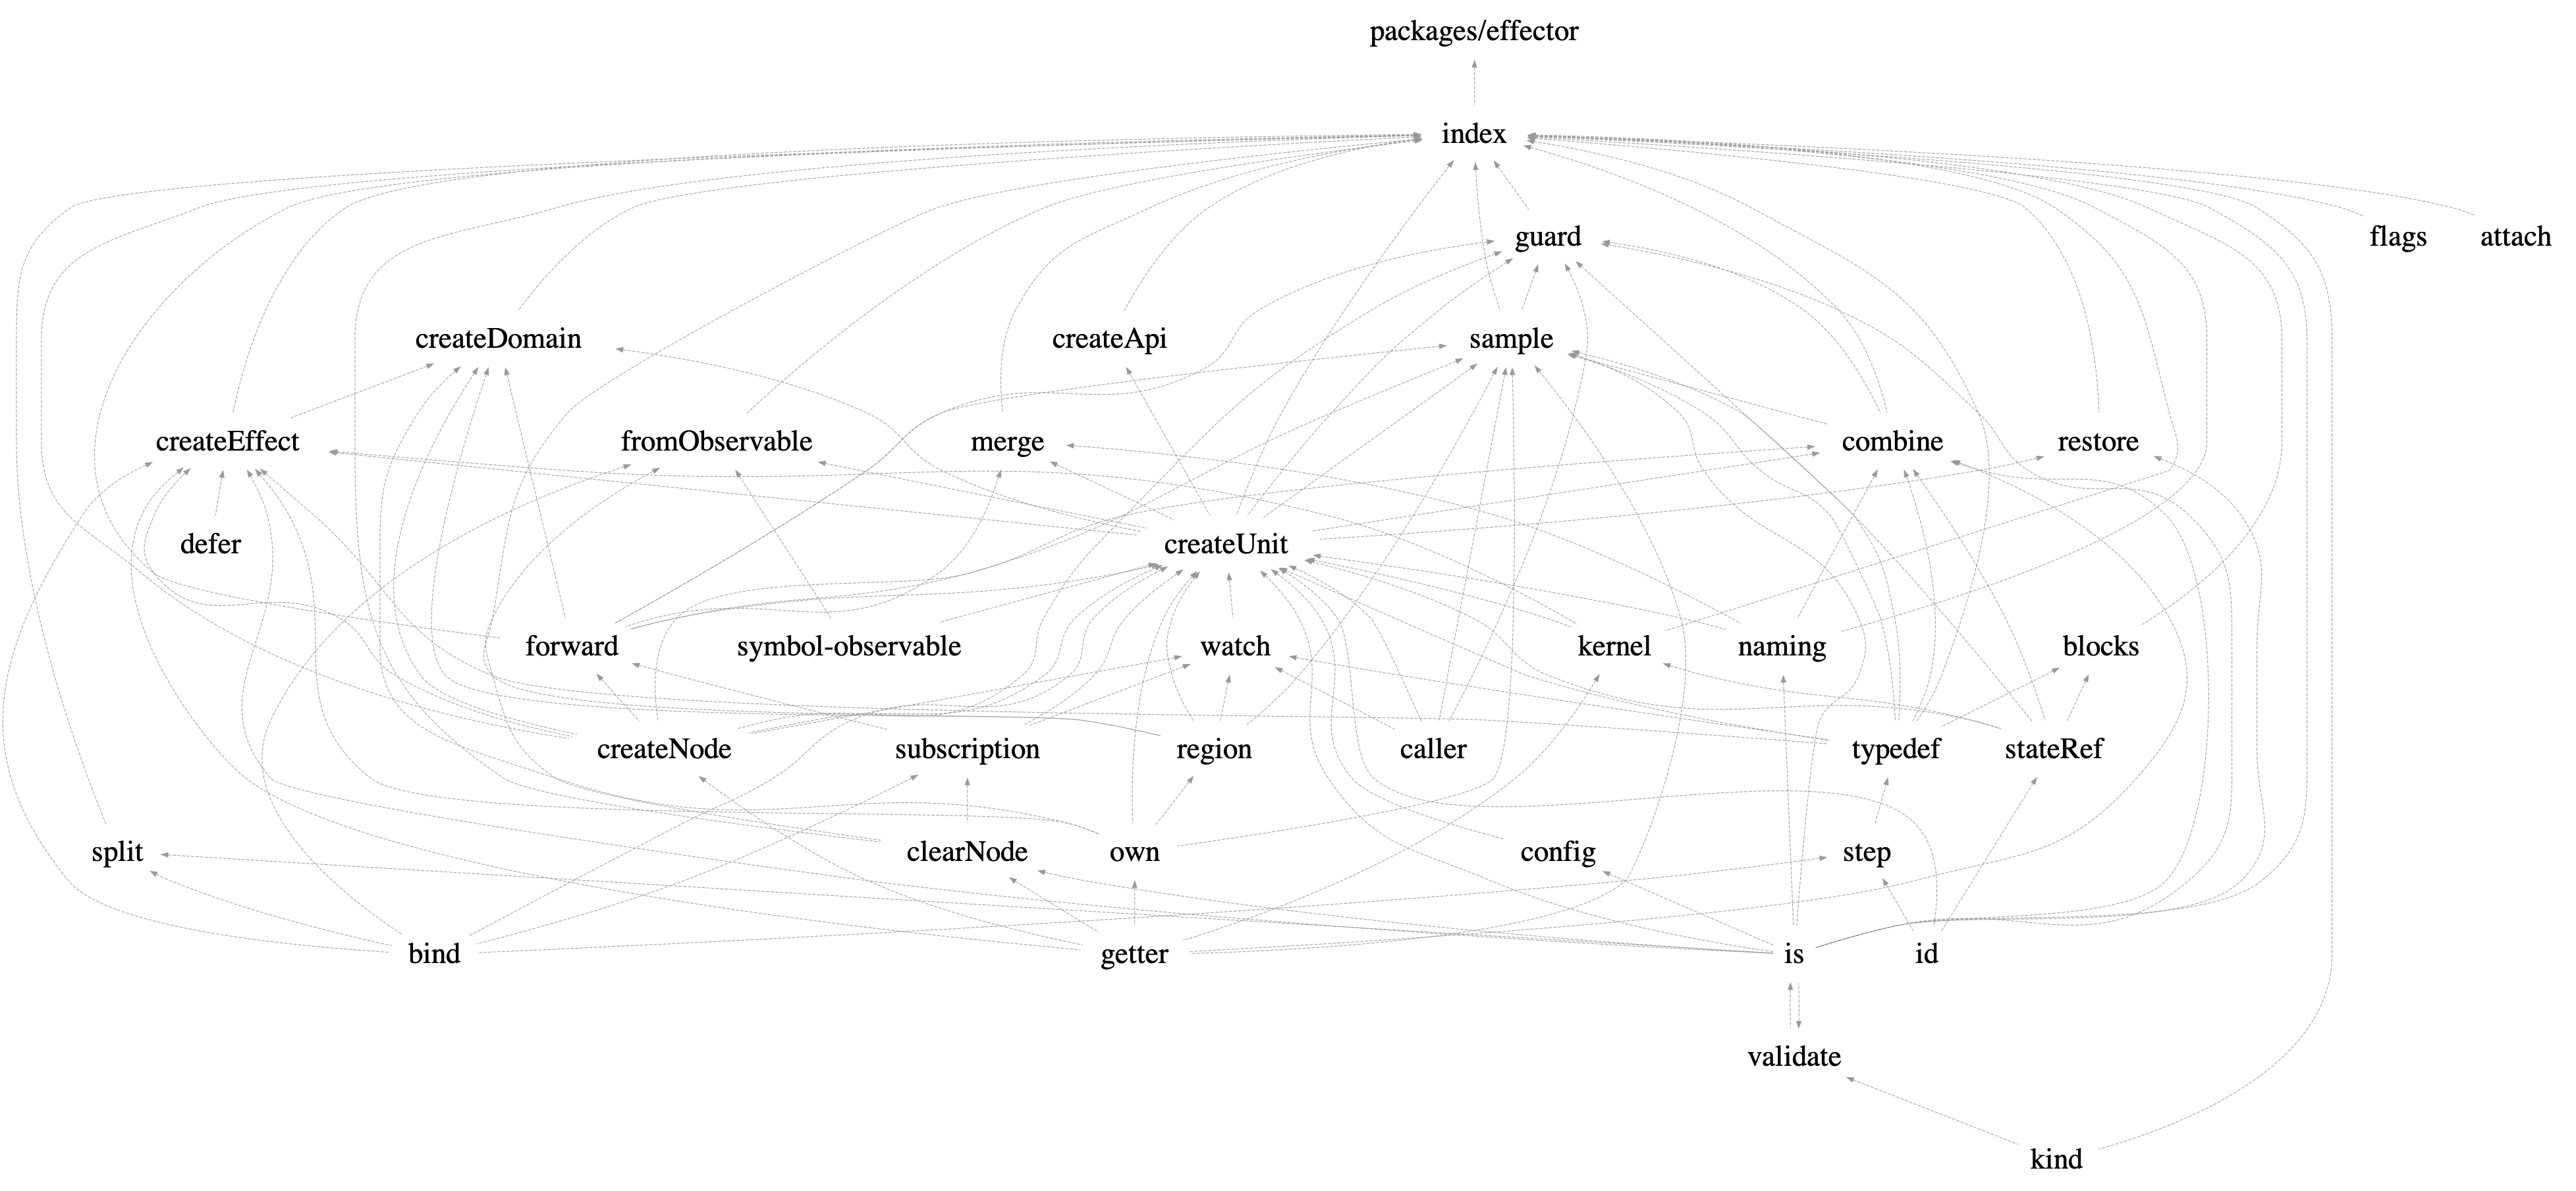 packages/effector
index
guard
flags
attach
createDomain
createApi
sample
createEffect
fromObservable
merge
combine
restore
defer
createUnit
forward
symbol-observable
watch
kernel
naming
blocks
createNode
subscription
region
caller
typedef
stateRef
split
clearNode
own
config
step
bind
getter
is
id
validate
kind